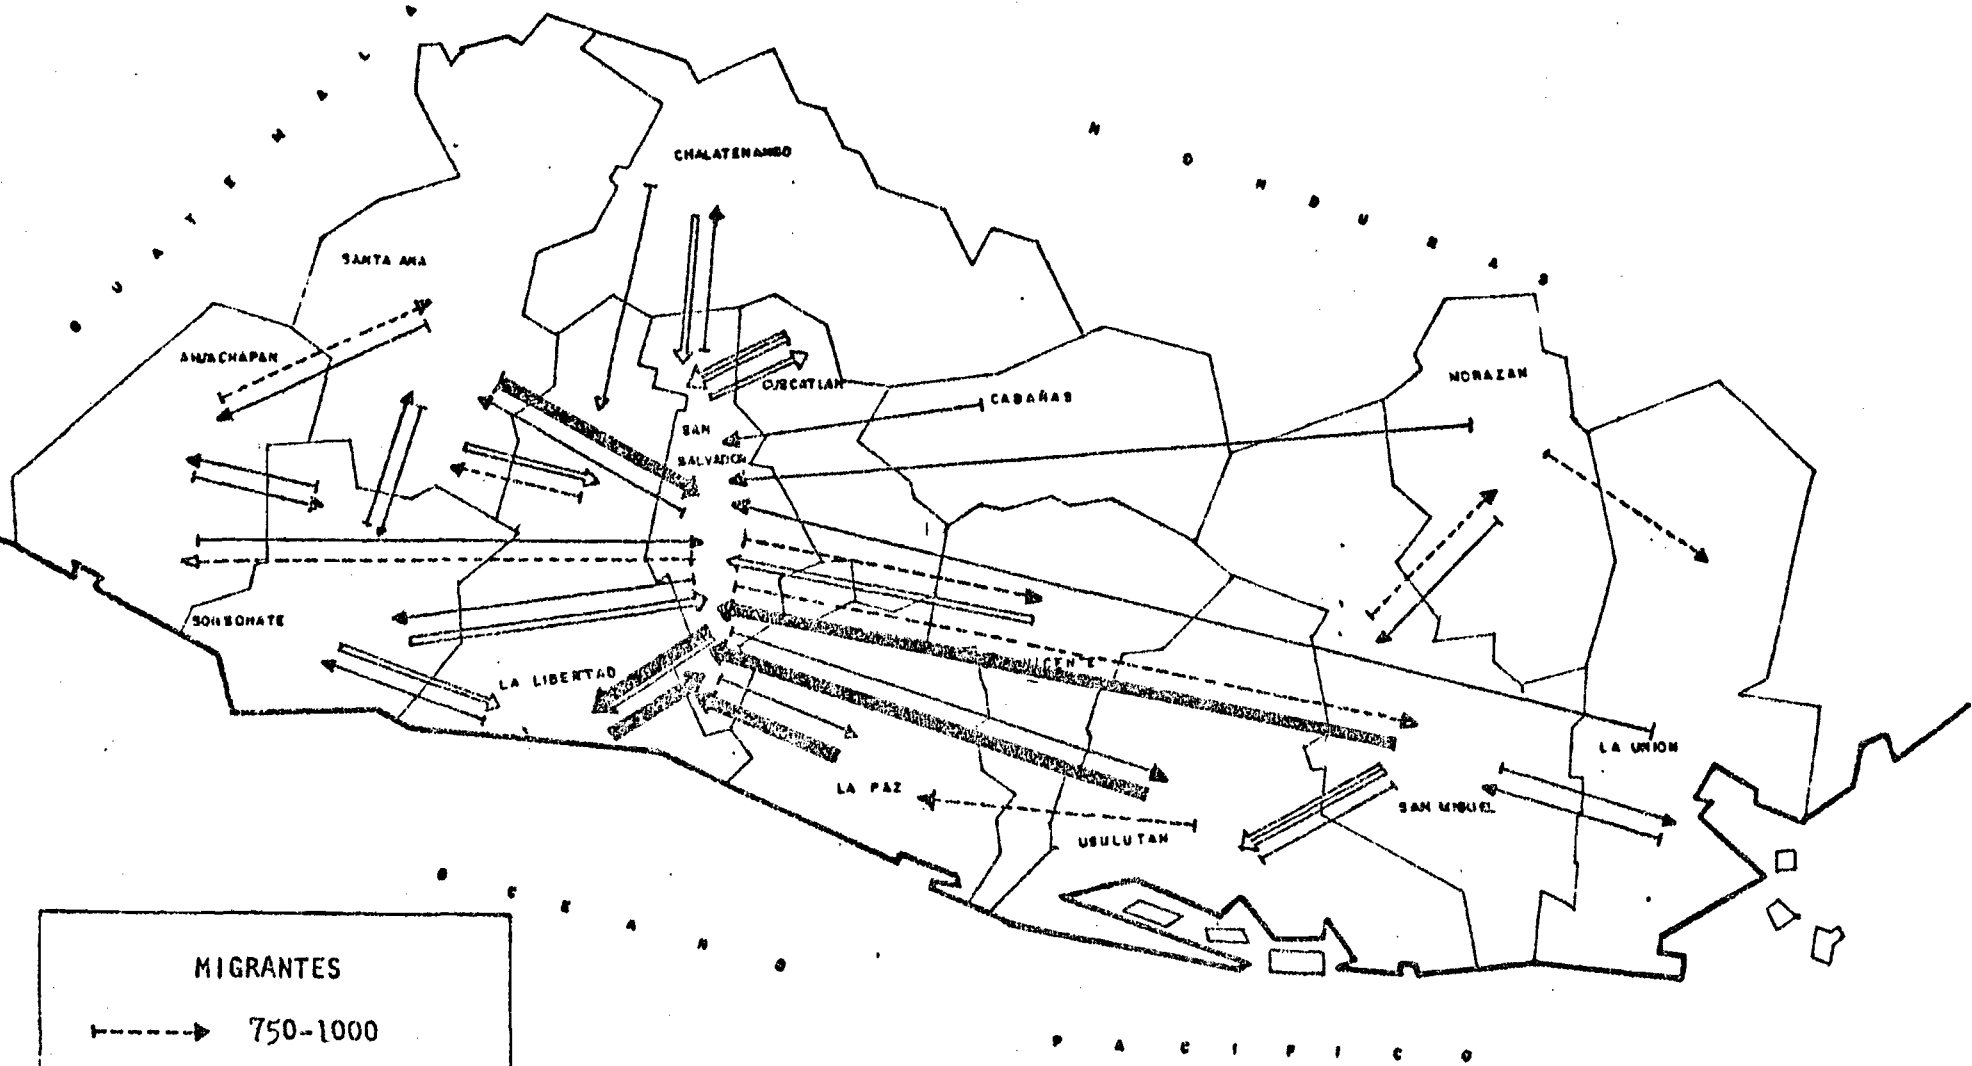 GUATEMALA
HONDURAS
CHALATENANGO
SANTA ANA
AHUACHAPAN
CUSCATLAN
MORAZAN
CABAÑAS
SAN
SALVADOR
SONSONATE
LA LIBERTAD
VICENTE
LA UNION
LA PAZ
SAN MIGUEL
USULUTAN
OCEANO
PACIFICO
MIGRANTES
750-1000